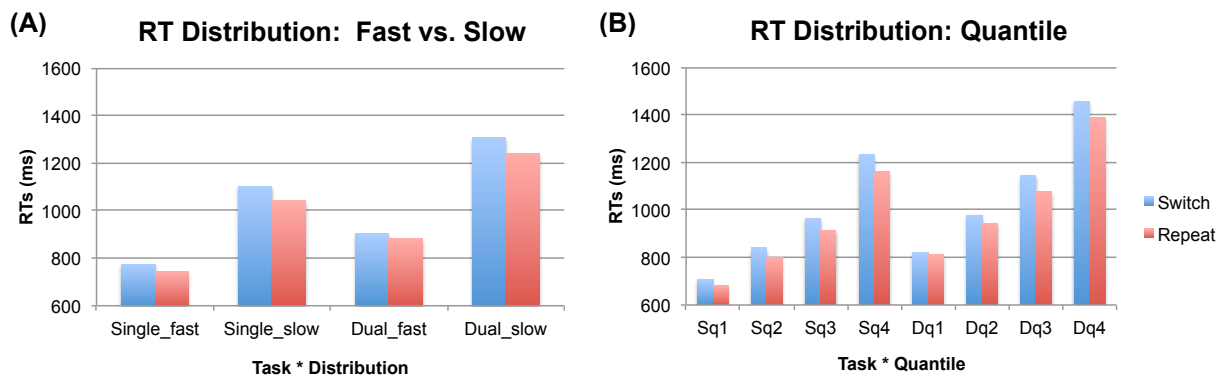 (A)
RT Distribution: Fast vs. Slow
1600
1400
1200
1000
800
600
RTs (ms)
Single_fast Single_slow Dual_fast Dual_slow
Task * Distribution
(B)
RT Distribution: Quantile
1600
1400
1200
1000
800
600
RTs (ms)
Sq1 Sq2 Sq3 Sq4 Dq1 Dq2 Dq3 Dq4
Task * Quantile
Switch
Repeat